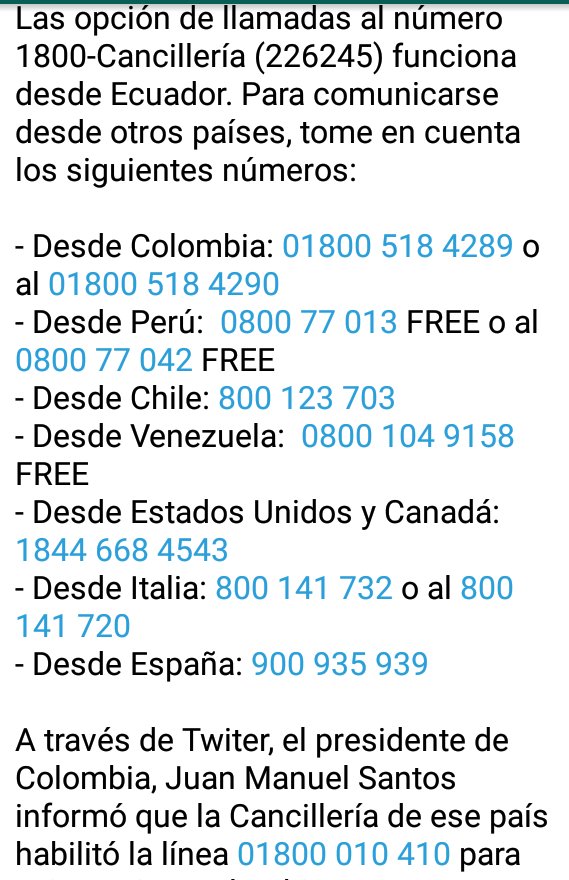 Las opción de llamadas al número
1800-Cancillería (226245) funciona
desde Ecuador. Para comunicarse
desde otros países, tome en cuenta
los siguientes números:
- Desde Colombia: 01800 518 4289 o
al 01800 518 4290
- Desde Perú:  0800 77 013 FREE o al
0800 77 042 FREE
- Desde Chile: 800 123 703
- Desde Venezuela:  0800 104 9158
FREE
- Desde Estados Unidos y Canadá:
1844 668 4543
- Desde Italia: 800 141 732 o al 800
141 720
- Desde España: 900 935 939
A través de Twiter, el presidente de
Colombia, Juan Manuel Santos
informó que la Cancillería de ese país
habilitó la línea 01800 010 410 para